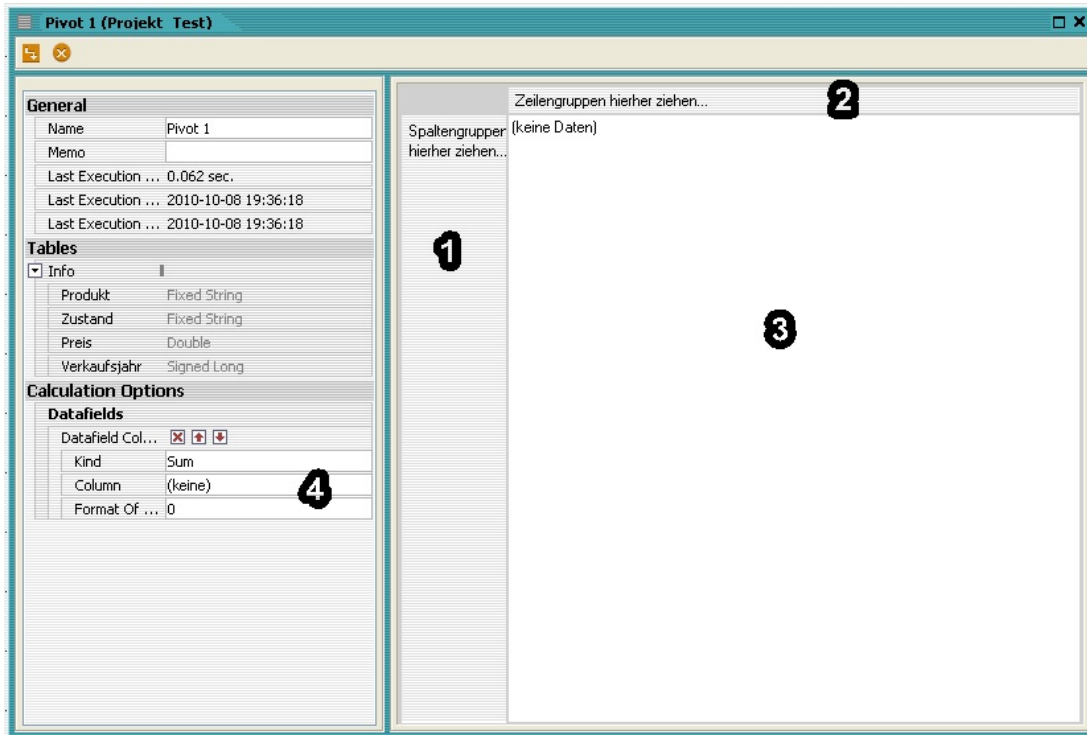 Pivot 1 (Projekt Test)
General
Name Pivot 1
Memo
Last Execution ... 0.062 sec.
Last Execution ... 2010-10-08 19:36:18
Last Execution ... 2010-10-08 19:36:18
Tables
Info
Produkt Fixed String
Zustand Fixed String
Preis Double
Verkaufsjahr Signed Long
Calculation Options
Datafields
Datafield Col...
Kind Sum
Column (keine)
4
Format Of ... 0
Zeilengruppen hierher ziehen...
2
Spaltengruppen
hierher ziehen...
(keine Daten)
1
3